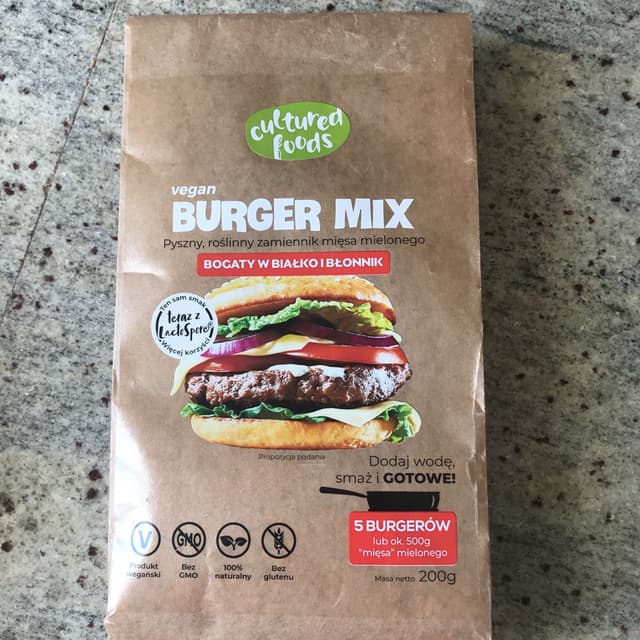 cultured
foods
vegan
BURGER MIX
Pyszny, roślinny zamiennik mięsa mielonego
BOGATY W BIAŁKO I BŁONNIK
Ten sam smak
teraz z
LactoSpore®
Więcej korzyści
Propozycja podania
Dodaj wodę,
smaż i GOTOWE!
5 BURGERÓW
lub ok. 500g
"mięsa" mielonego
Masa netto 200g
V
Produkt
wegański
GMO
Bez
GMO
100%
naturalny
Bez
glutenu